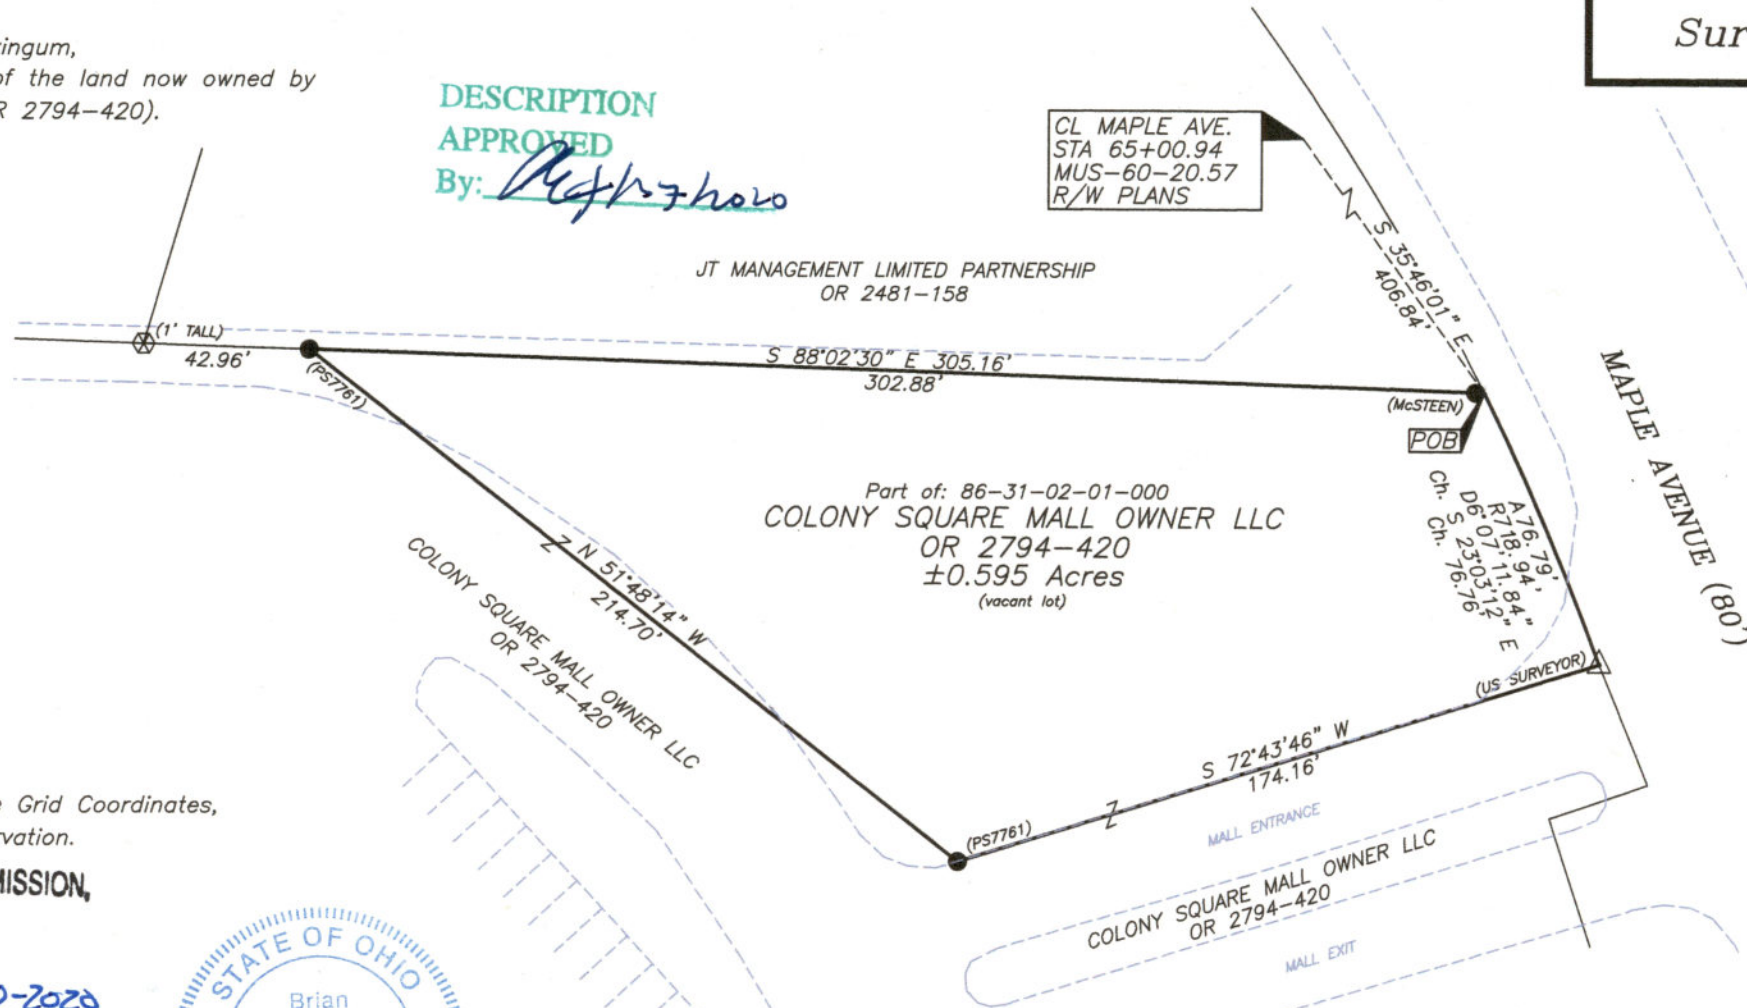 ingum,
of the land now owned by
R 2794-420).
DESCRIPTION
APPROVED
By:
Sur
CL MAPLE AVE.
STA 65+00.94
MUS-60-20.57
R/W PLANS
JT MANAGEMENT LIMITED PARTNERSHIP
OR 2481-158
S 35°46'01" E
406.84'
(1' TALL)
42.96'
(PS7761)
S 88°02'30" E 305.16'
302.88'
(McSTEEN)
POB
MAPLE AVENUE (80')
A 76.79'
R718.94'
D6°07'11.84"
Ch. S 23°03'12" E
Ch. 76.76'
Part of: 86-31-02-01-000
COLONY SQUARE MALL OWNER LLC
OR 2794-420
±0.595 Acres
(vacant lot)
N 51°48'14" W
214.70'
COLONY SQUARE MALL OWNER LLC
OR 2794-420
(US SURVEYOR)
S 72°43'46" W
174.16'
(PS7761)
MALL ENTRANCE
COLONY SQUARE MALL OWNER LLC
OR 2794-420
MALL EXIT
Grid Coordinates,
vation.
MISSION,
STATE OF OHIO
Brian
-2020